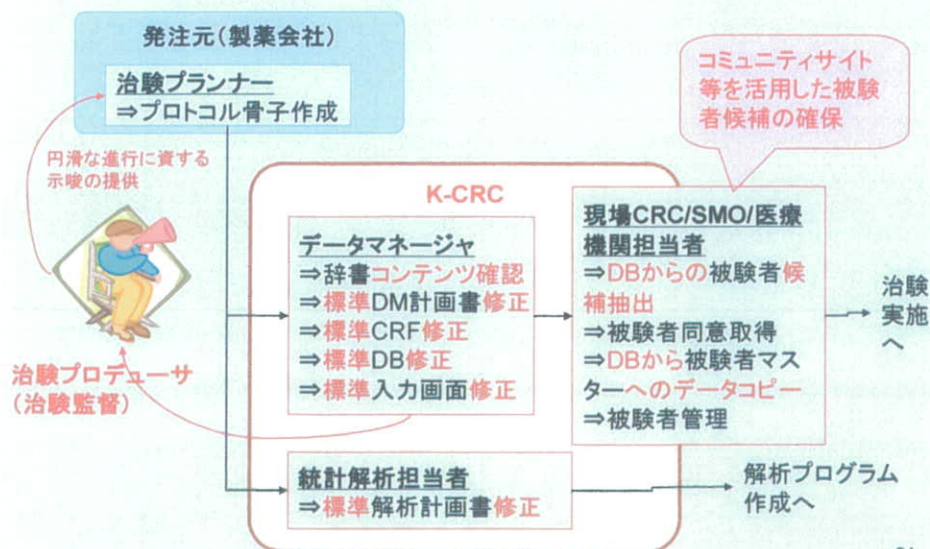 発注元(製薬会社)
治験プランナー
⇒プロトコル骨子作成
コミュニティサイト
等を活用した被験
者候補の確保
円滑な進行に資する
示唆の提供
K-CRC
データマネージャ
⇒辞書コンテンツ確認
⇒標準DM計画書修正
⇒標準CRF修正
⇒標準DB修正
⇒標準入力画面修正
現場CRC/SMO/医療
機関担当者
⇒DBからの被験者候
補抽出
⇒被験者同意取得
⇒DBから被験者マス
ターへのデータコピー
⇒被験者管理
治験
実施
へ
治験プロデューサ
(治験監督)
統計解析担当者
⇒標準解析計画書修正
解析プログラム
作成へ